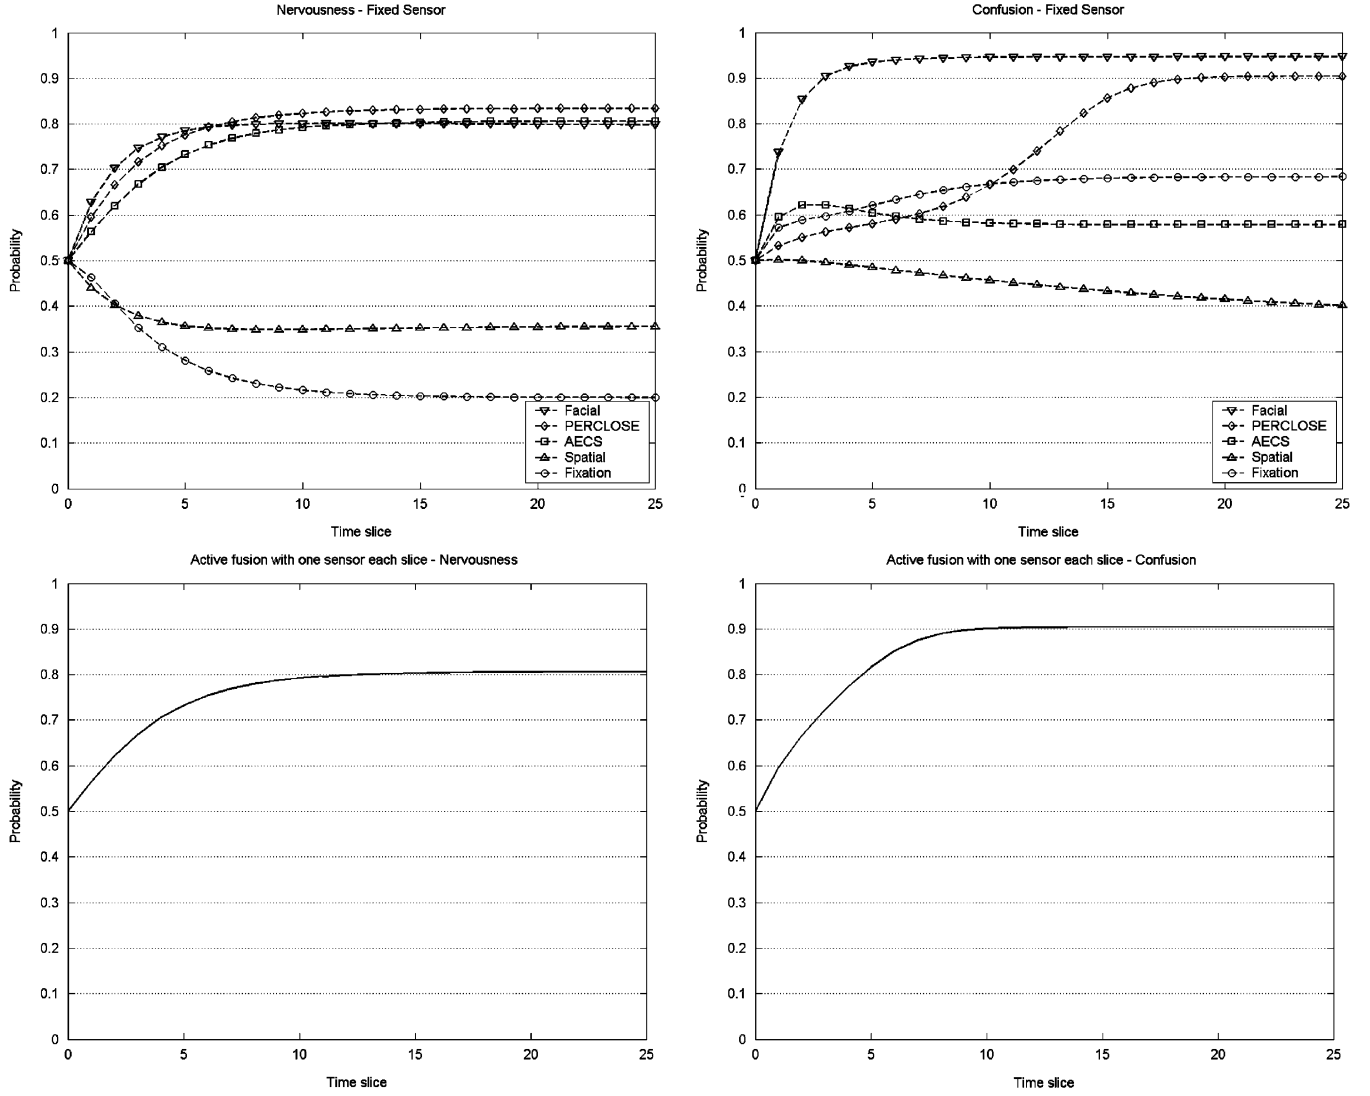 Nervousness - Fixed Sensor
1
0.9
0.8
0.7
0.6
0.5
0.4
0.3
0.2
0.1
0
Probability
Facial
PERCLOSE
AECS
Spatial
Fixation
0 5 10 15 20 25
Time slice
Confusion - Fixed Sensor
1
0.9
0.8
0.7
0.6
0.5
0.4
0.3
0.2
0.1
0
Probability
Facial
PERCLOSE
AECS
Spatial
Fixation
0 5 10 15 20 25
Time slice
Active fusion with one sensor each slice - Nervousness
1
0.9
0.8
0.7
0.6
0.5
0.4
0.3
0.2
0.1
0
Probability
0 5 10 15 20 25
Time slice
Active fusion with one sensor each slice - Confusion
1
0.9
0.8
0.7
0.6
0.5
0.4
0.3
0.2
0.1
0
Probability
0 5 10 15 20 25
Time slice